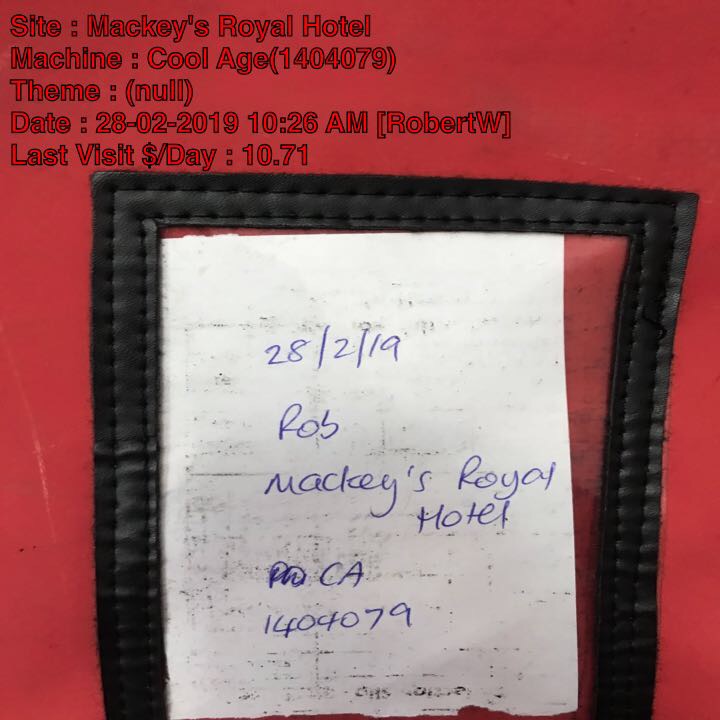 Site : Mackey's Royal Hotel
Machine : Cool Age(1404079)
Theme : (null)
Date : 28-02-2019 10:26 AM [RobertW]
Last Visit $/Day : 10.71
28/2/19
Rob
Mackey's Royal
Hotel
CA
1404079